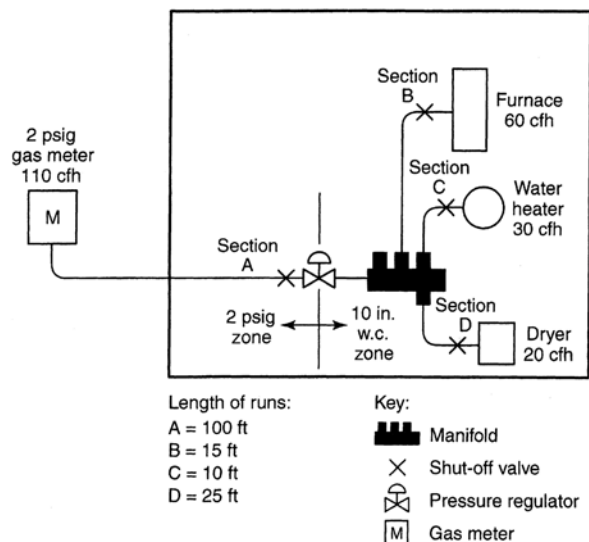 Section
B
Furnace
60 cfh
2 psig
gas meter
110 cfh
M
Section
C
Water
heater
30 cfh
Section
A
Section
D
Dryer
20 cfh
2 psig
zone
10 in.
w.c.
zone
Length of runs:
A = 100 ft
B = 15 ft
C = 10 ft
D = 25 ft
Key:
Manifold
Shut-off valve
Pressure regulator
M Gas meter